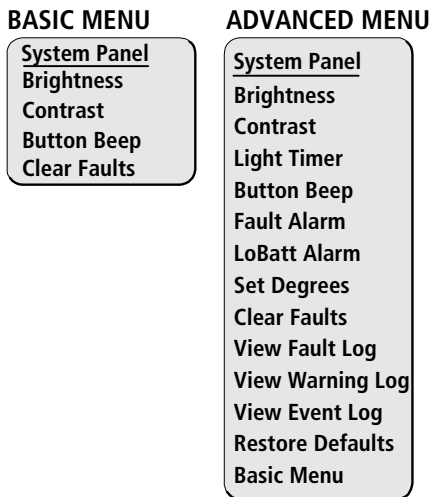 BASIC MENU
System Panel
Brightness
Contrast
Button Beep
Clear Faults
ADVANCED MENU
System Panel
Brightness
Contrast
Light Timer
Button Beep
Fault Alarm
LoBatt Alarm
Set Degrees
Clear Faults
View Fault Log
View Warning Log
View Event Log
Restore Defaults
Basic Menu